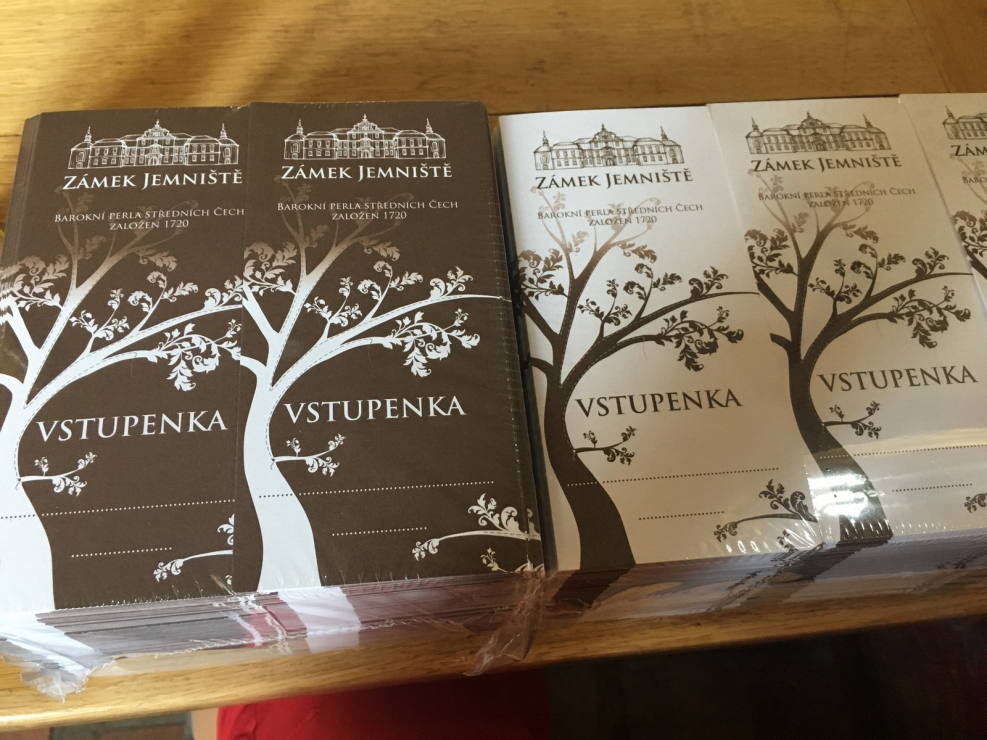 ZÁMEK JEMNIŠTĚ
BAROKNÍ PERLA STŘEDNÍCH ČECH
ZALOŽEN 1720
VSTUPENKA
ZÁMEK JEMNIŠTĚ
BAROKNÍ PERLA STŘEDNÍCH ČECH
ZALOŽEN 1720
VSTUPENKA
ZÁMEK JEMNIŠTĚ
BAROKNÍ PERLA STŘEDNÍCH ČECH
ZALOŽEN 1720
VSTUPENKA
ZÁMEK JEMNIŠTĚ
BAROKNÍ PERLA STŘEDNÍCH ČECH
ZALOŽEN 1720
VSTUPENKA